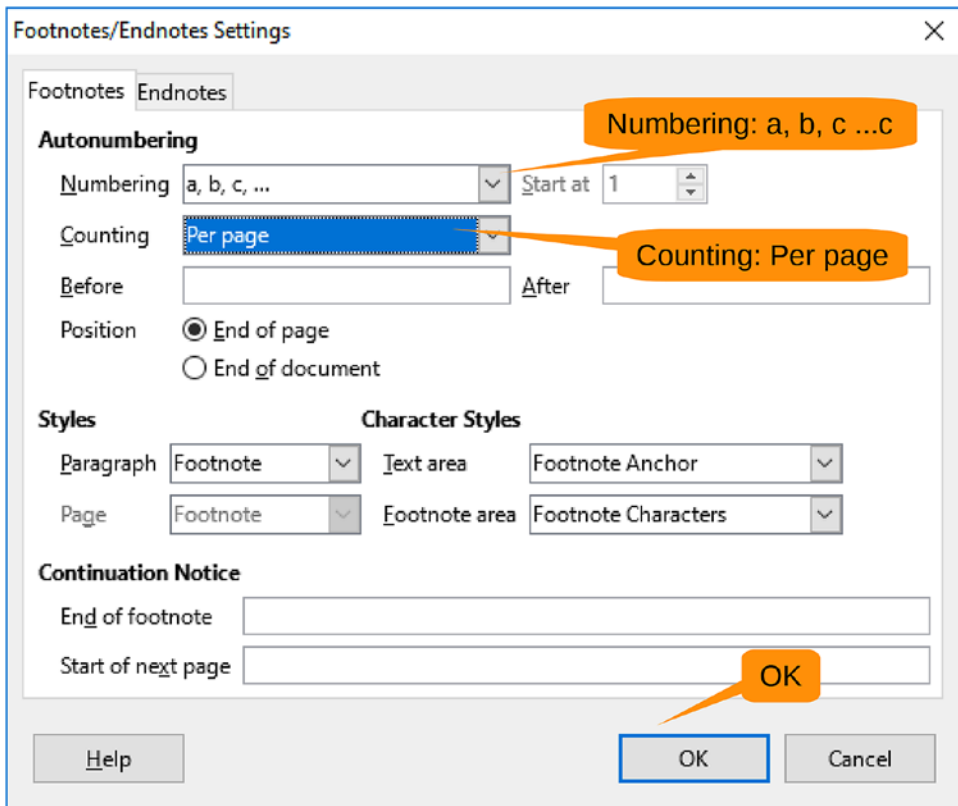 Footnotes/Endnotes Settings
Footnotes Endnotes
Numbering: a, b, c ...c
Autonumbering
Numbering a, b, c, ... Start at 1
Counting Per page
Counting: Per page
Before After
Position End of page
End of document
Styles Character Styles
Paragraph Footnote Text area Footnote Anchor
Page Footnote Footnote area Footnote Characters
Continuation Notice
End of footnote
Start of next page
OK
Help OK Cancel